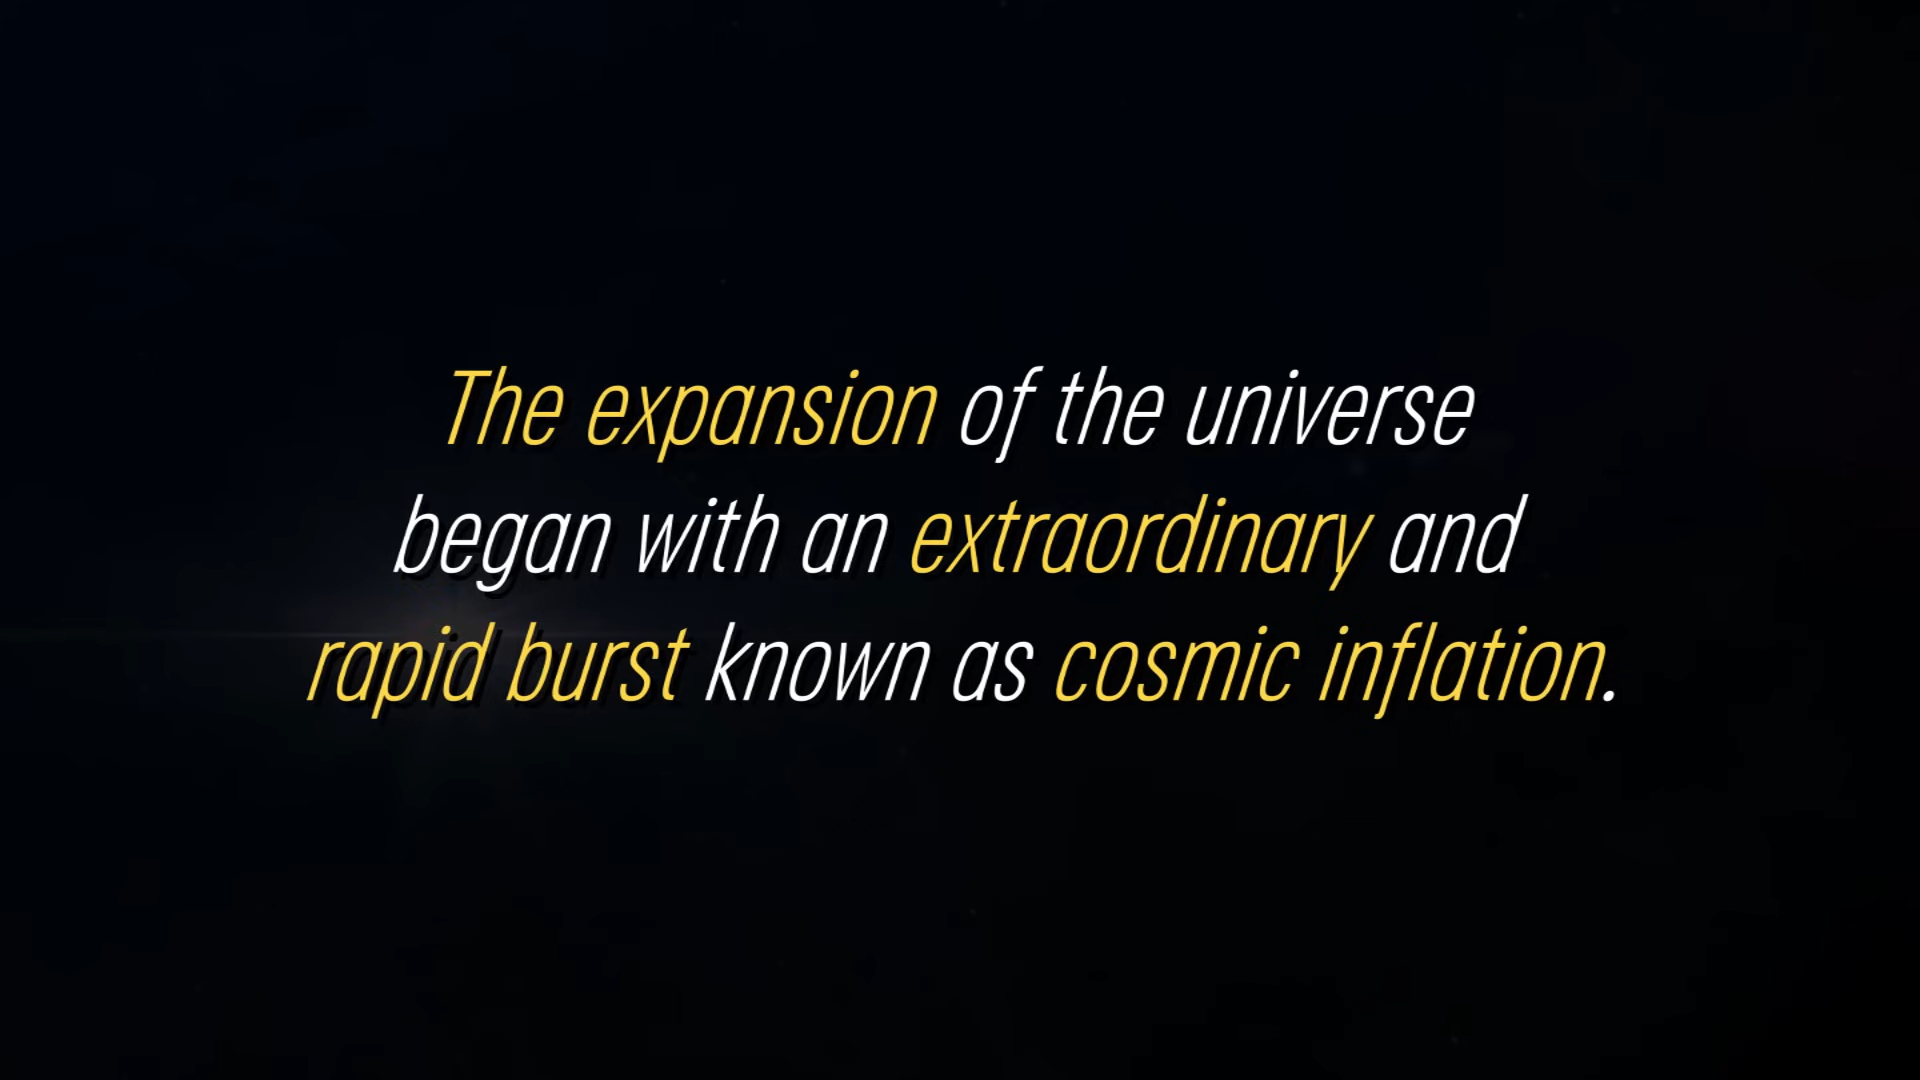 The expansion of the universe
began with an extraordinary and
rapid burst known as cosmic inflation.